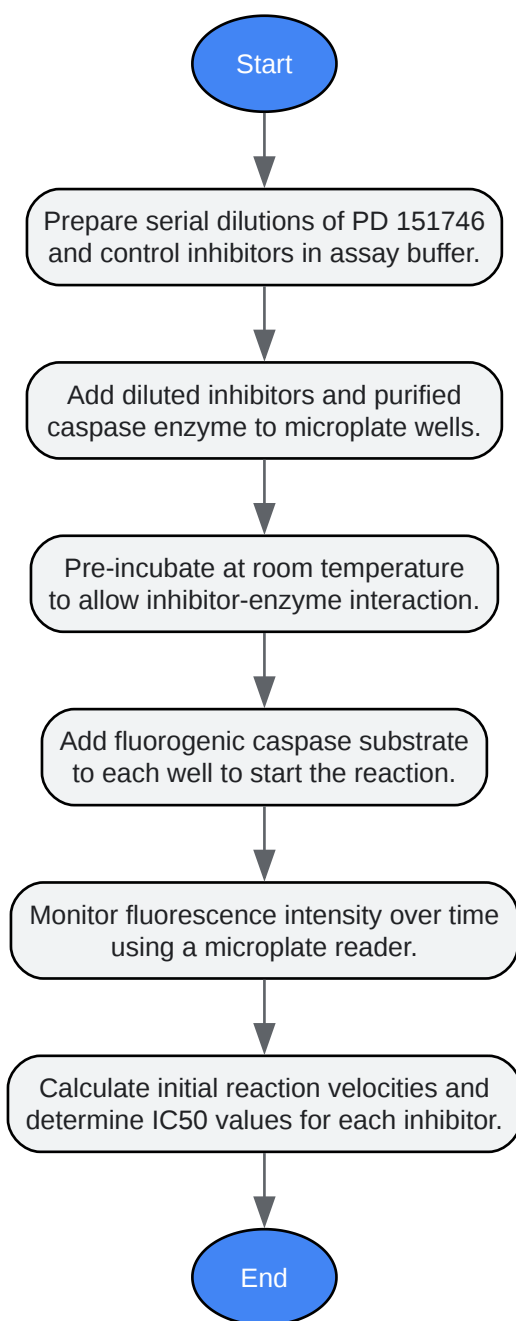 Start
Prepare serial dilutions of PD 151746
and control inhibitors in assay buffer.
Add diluted inhibitors and purified
caspase enzyme to microplate wells.
Pre-incubate at room temperature
to allow inhibitor-enzyme interaction.
Add fluorogenic caspase substrate
to each well to start the reaction.
Monitor fluorescence intensity over time
using a microplate reader.
Calculate initial reaction velocities and
determine IC50 values for each inhibitor.
End